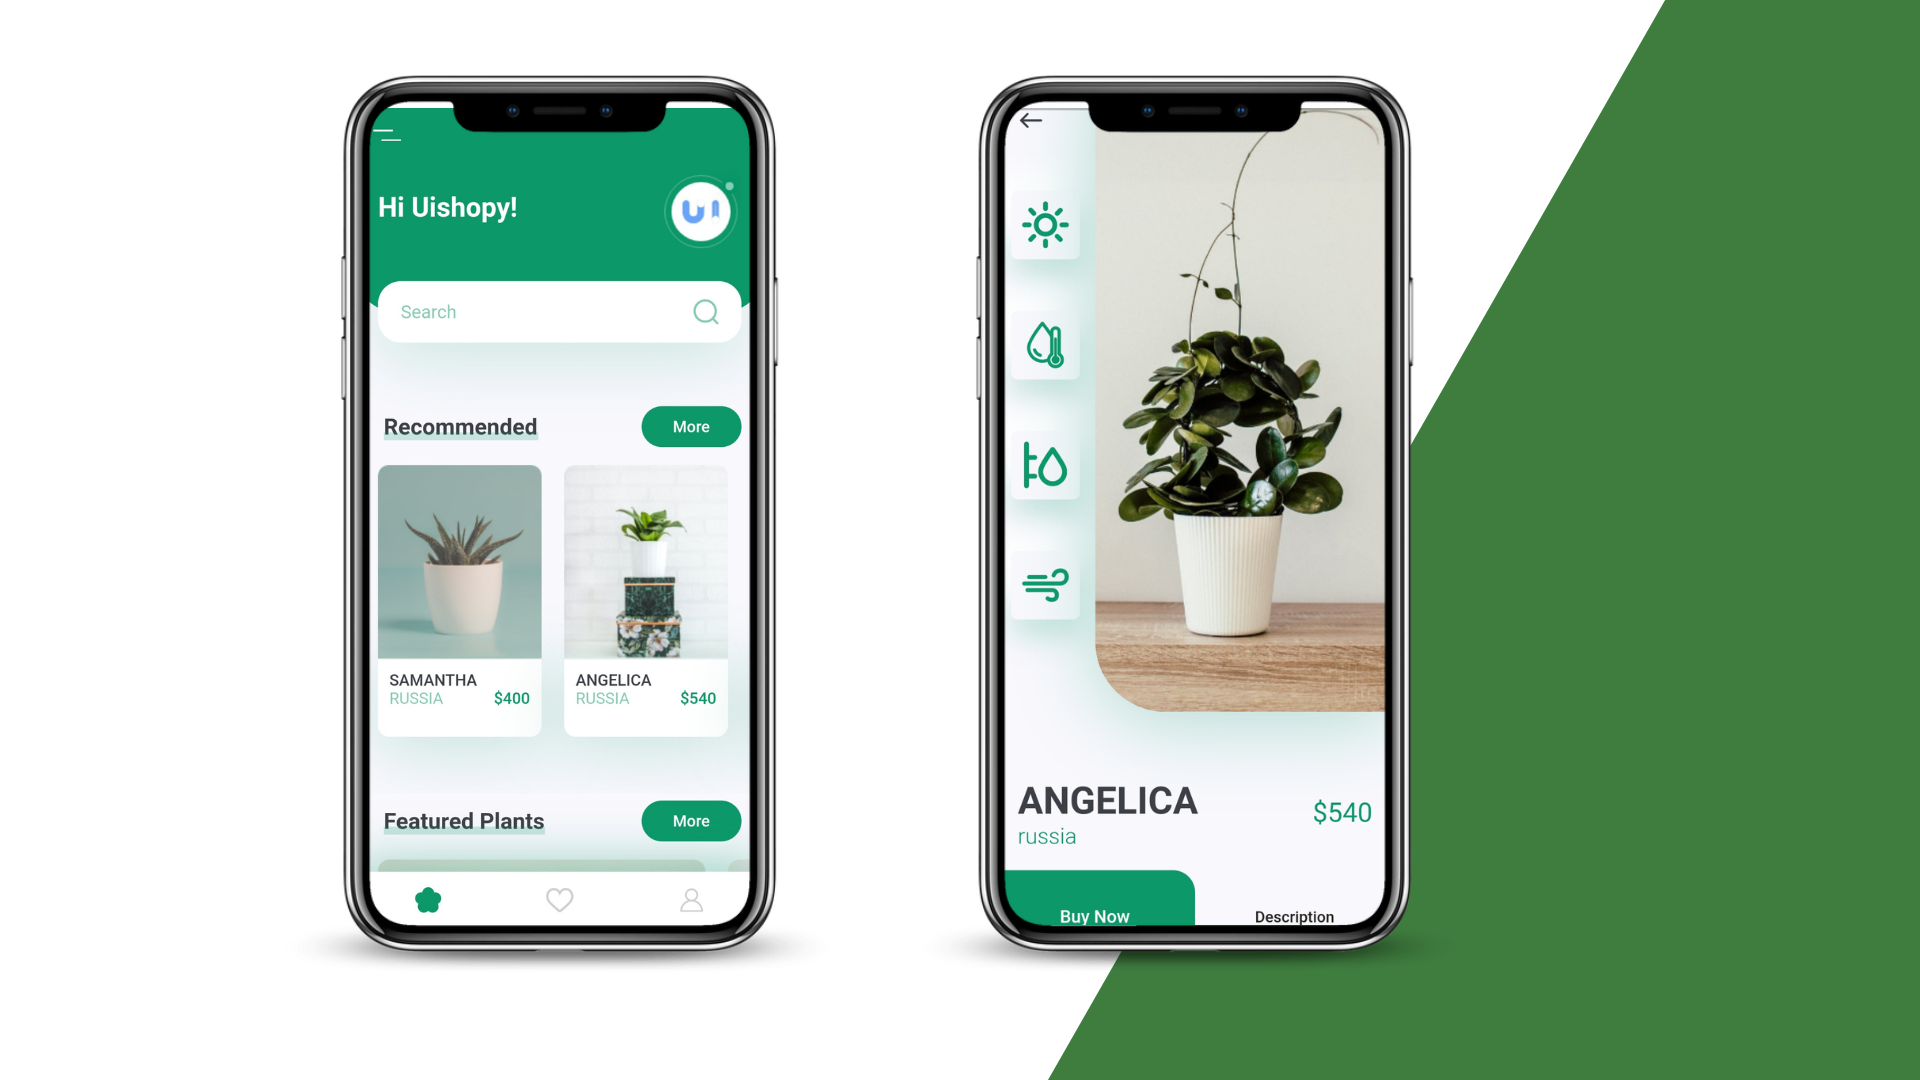 Hi Uishopy!
UI
Search
Recommended
More
SAMANTHA
RUSSIA
$400
ANGELICA
RUSSIA
$540
Featured Plants
More
ANGELICA
russia
$540
Buy Now
Description